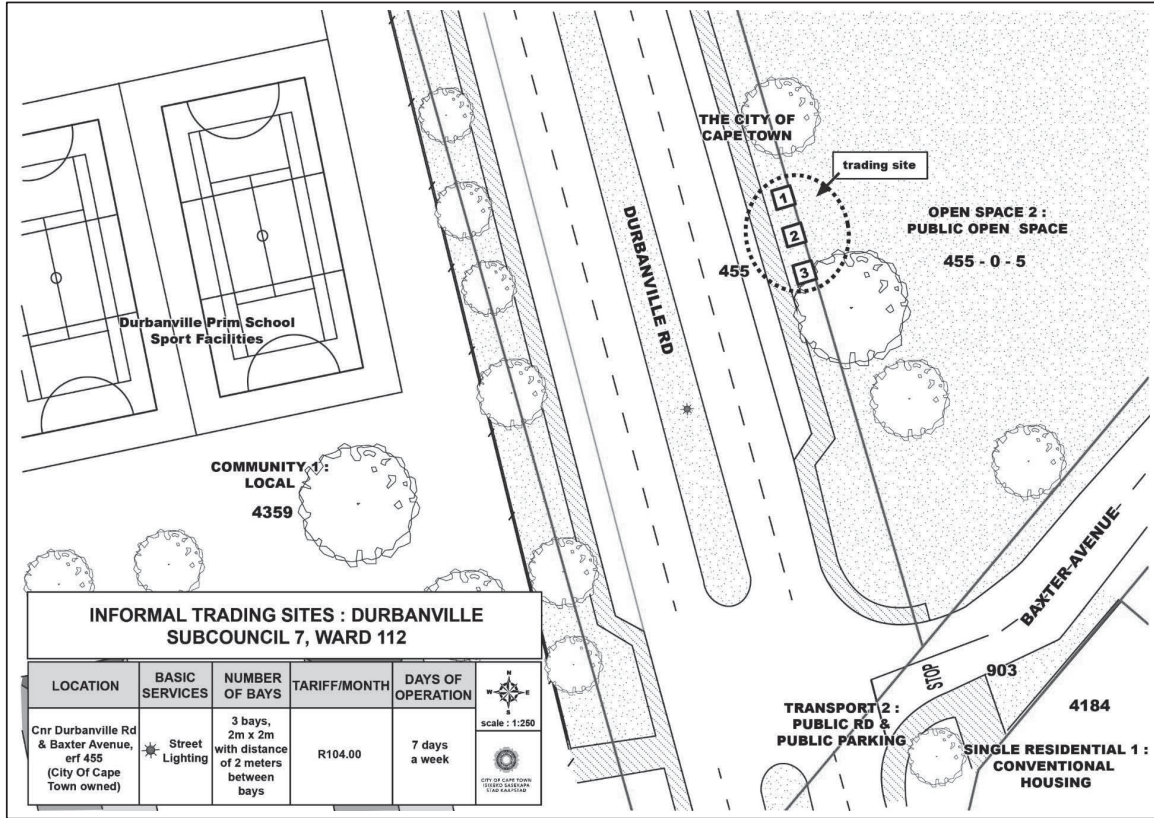 THE CITY OF
CAPE TOWN
trading site
1
2
3
455
OPEN SPACE 2 :
PUBLIC OPEN SPACE
455 - 0 - 5
DURBANVILLE RD
Durbanville Prim School
Sport Facilities
COMMUNITY 1 :
LOCAL
4359
BAXTER AVENUE
STOP
903
4184
TRANSPORT 2 :
PUBLIC RD &
PUBLIC PARKING
SINGLE RESIDENTIAL 1 :
CONVENTIONAL
HOUSING
INFORMAL TRADING SITES : DURBANVILLE
SUBCOUNCIL 7, WARD 112
LOCATION
BASIC
SERVICES
NUMBER
OF BAYS
TARIFF/MONTH
DAYS OF
OPERATION
Cnr Durbanville Rd
& Baxter Avenue,
erf 455
(City Of Cape
Town owned)
Street
Lighting
3 bays,
2m x 2m
with distance
of 2 meters
between
bays
R104.00
7 days
a week
N
W E
S
scale : 1:250
CITY OF CAPE TOWN
ISIXEKO SASEKAPA
STAD KAAPSTAD